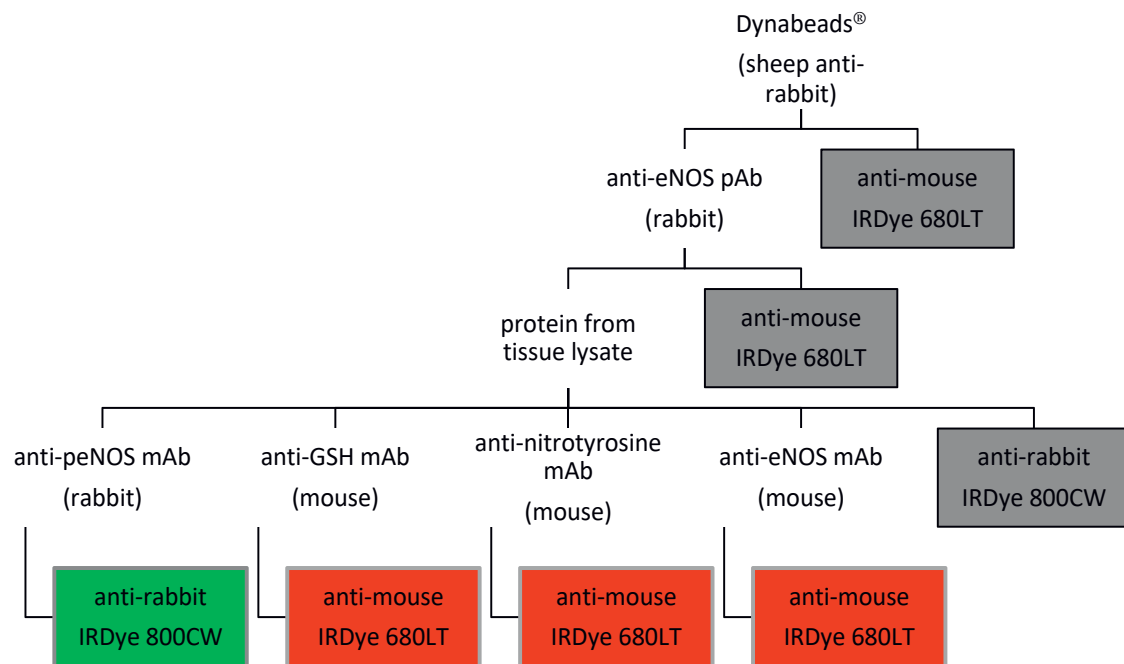 Dynabeads®
(sheep anti-
rabbit)
anti-eNOS pAb
(rabbit)
anti-mouse
IRDye 680LT
protein from
tissue lysate
anti-mouse
IRDye 680LT
anti-peNOS mAb
(rabbit)
anti-GSH mAb
(mouse)
anti-nitrotyrosine
mAb
(mouse)
anti-eNOS mAb
(mouse)
anti-rabbit
IRDye 800CW
anti-rabbit
IRDye 800CW
anti-mouse
IRDye 680LT
anti-mouse
IRDye 680LT
anti-mouse
IRDye 680LT